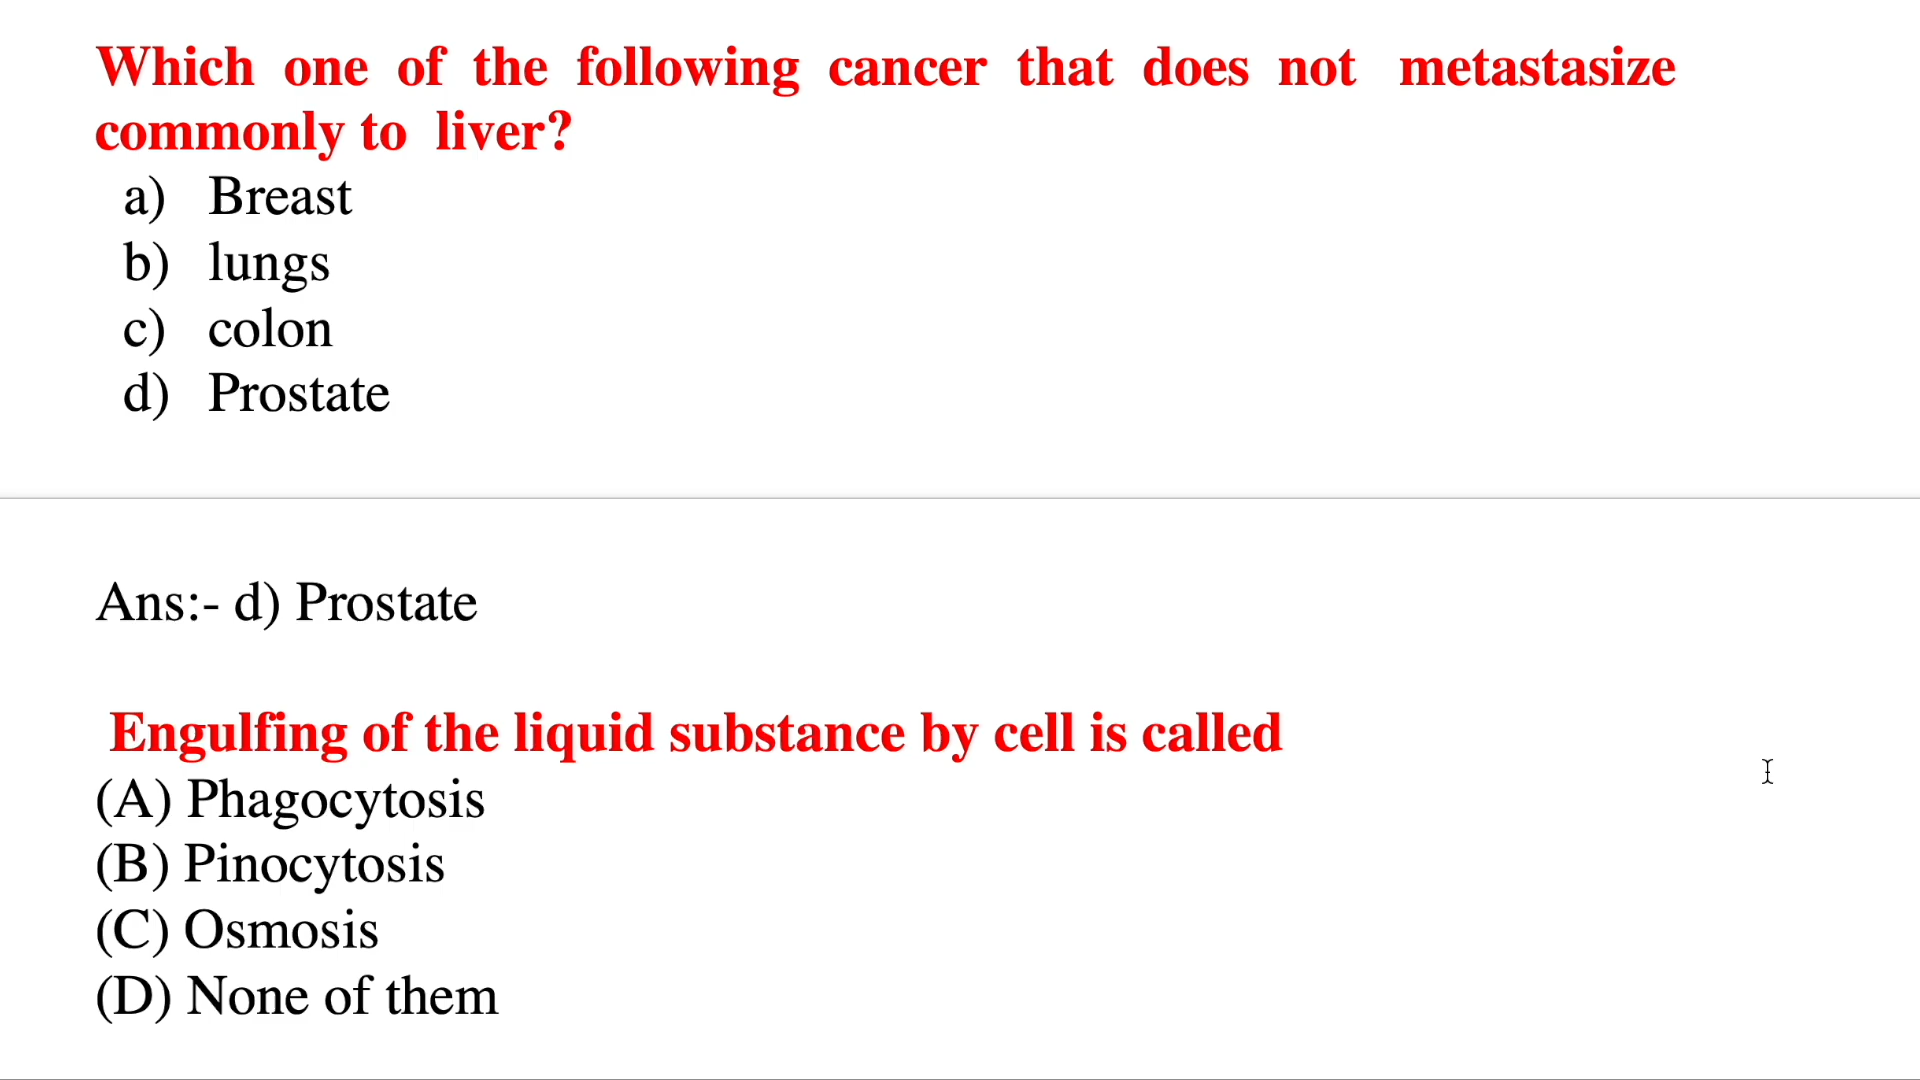 Which one of the following cancer that does not metastasize
commonly to liver?
a) Breast
b) lungs
c) colon
d) Prostate
Ans:- d) Prostate
Engulfing of the liquid substance by cell is called
(A) Phagocytosis
(B) Pinocytosis
(C) Osmosis
(D) None of them